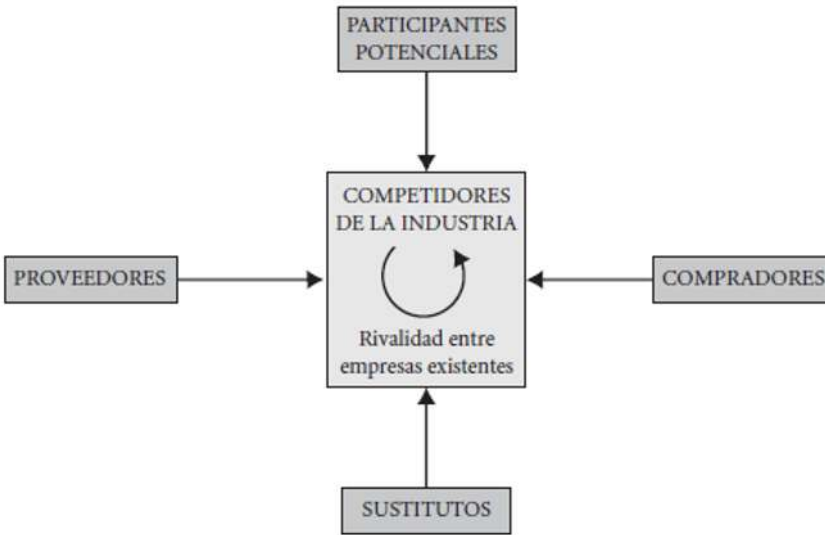 PARTICIPANTES
POTENCIALES
COMPETIDORES
DE LA INDUSTRIA
PROVEEDORES
COMPRADORES
Rivalidad entre
empresas existentes
SUSTITUTOS